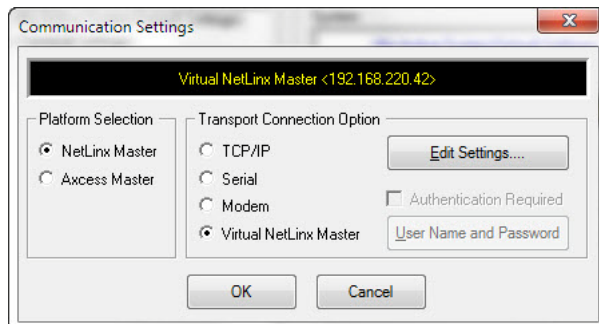 Communication Settings
Virtual NetLinx Master <192.168.220.42>
Platform Selection
NetLinx Master
Axcess Master
Transport Connection Option
TCP/IP
Serial
Modem
Virtual NetLinx Master
Edit Settings....
Authentication Required
User Name and Password
OK
Cancel